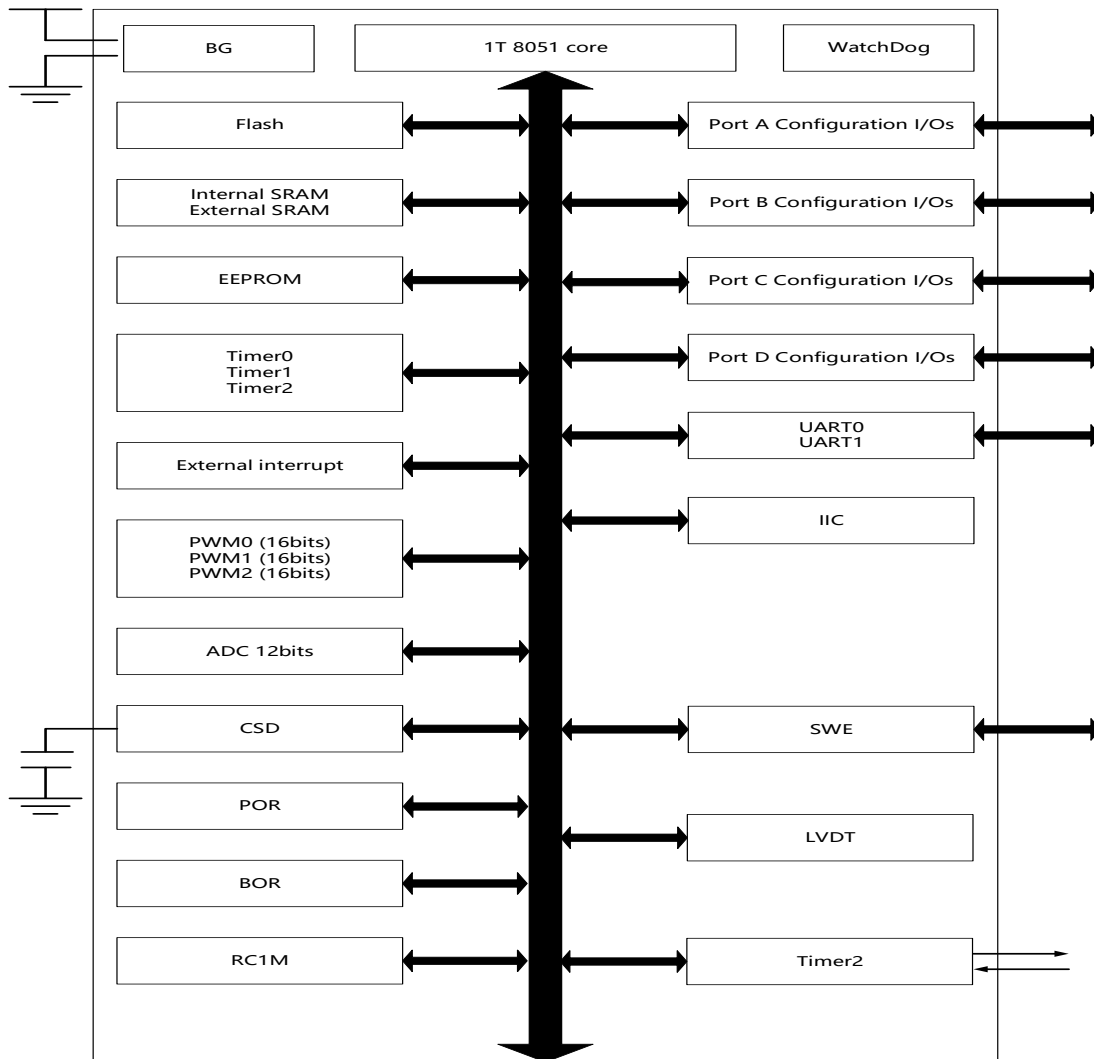 BG
1T 8051 core
WatchDog
Flash
Port A Configuration I/Os
Internal SRAM
External SRAM
Port B Configuration I/Os
EEPROM
Port C Configuration I/Os
Timer0
Timer1
Timer2
Port D Configuration I/Os
UART0
UART1
External interrupt
IIC
PWM0 (16bits)
PWM1 (16bits)
PWM2 (16bits)
ADC 12bits
CSD
SWE
POR
LVDT
BOR
RC1M
Timer2